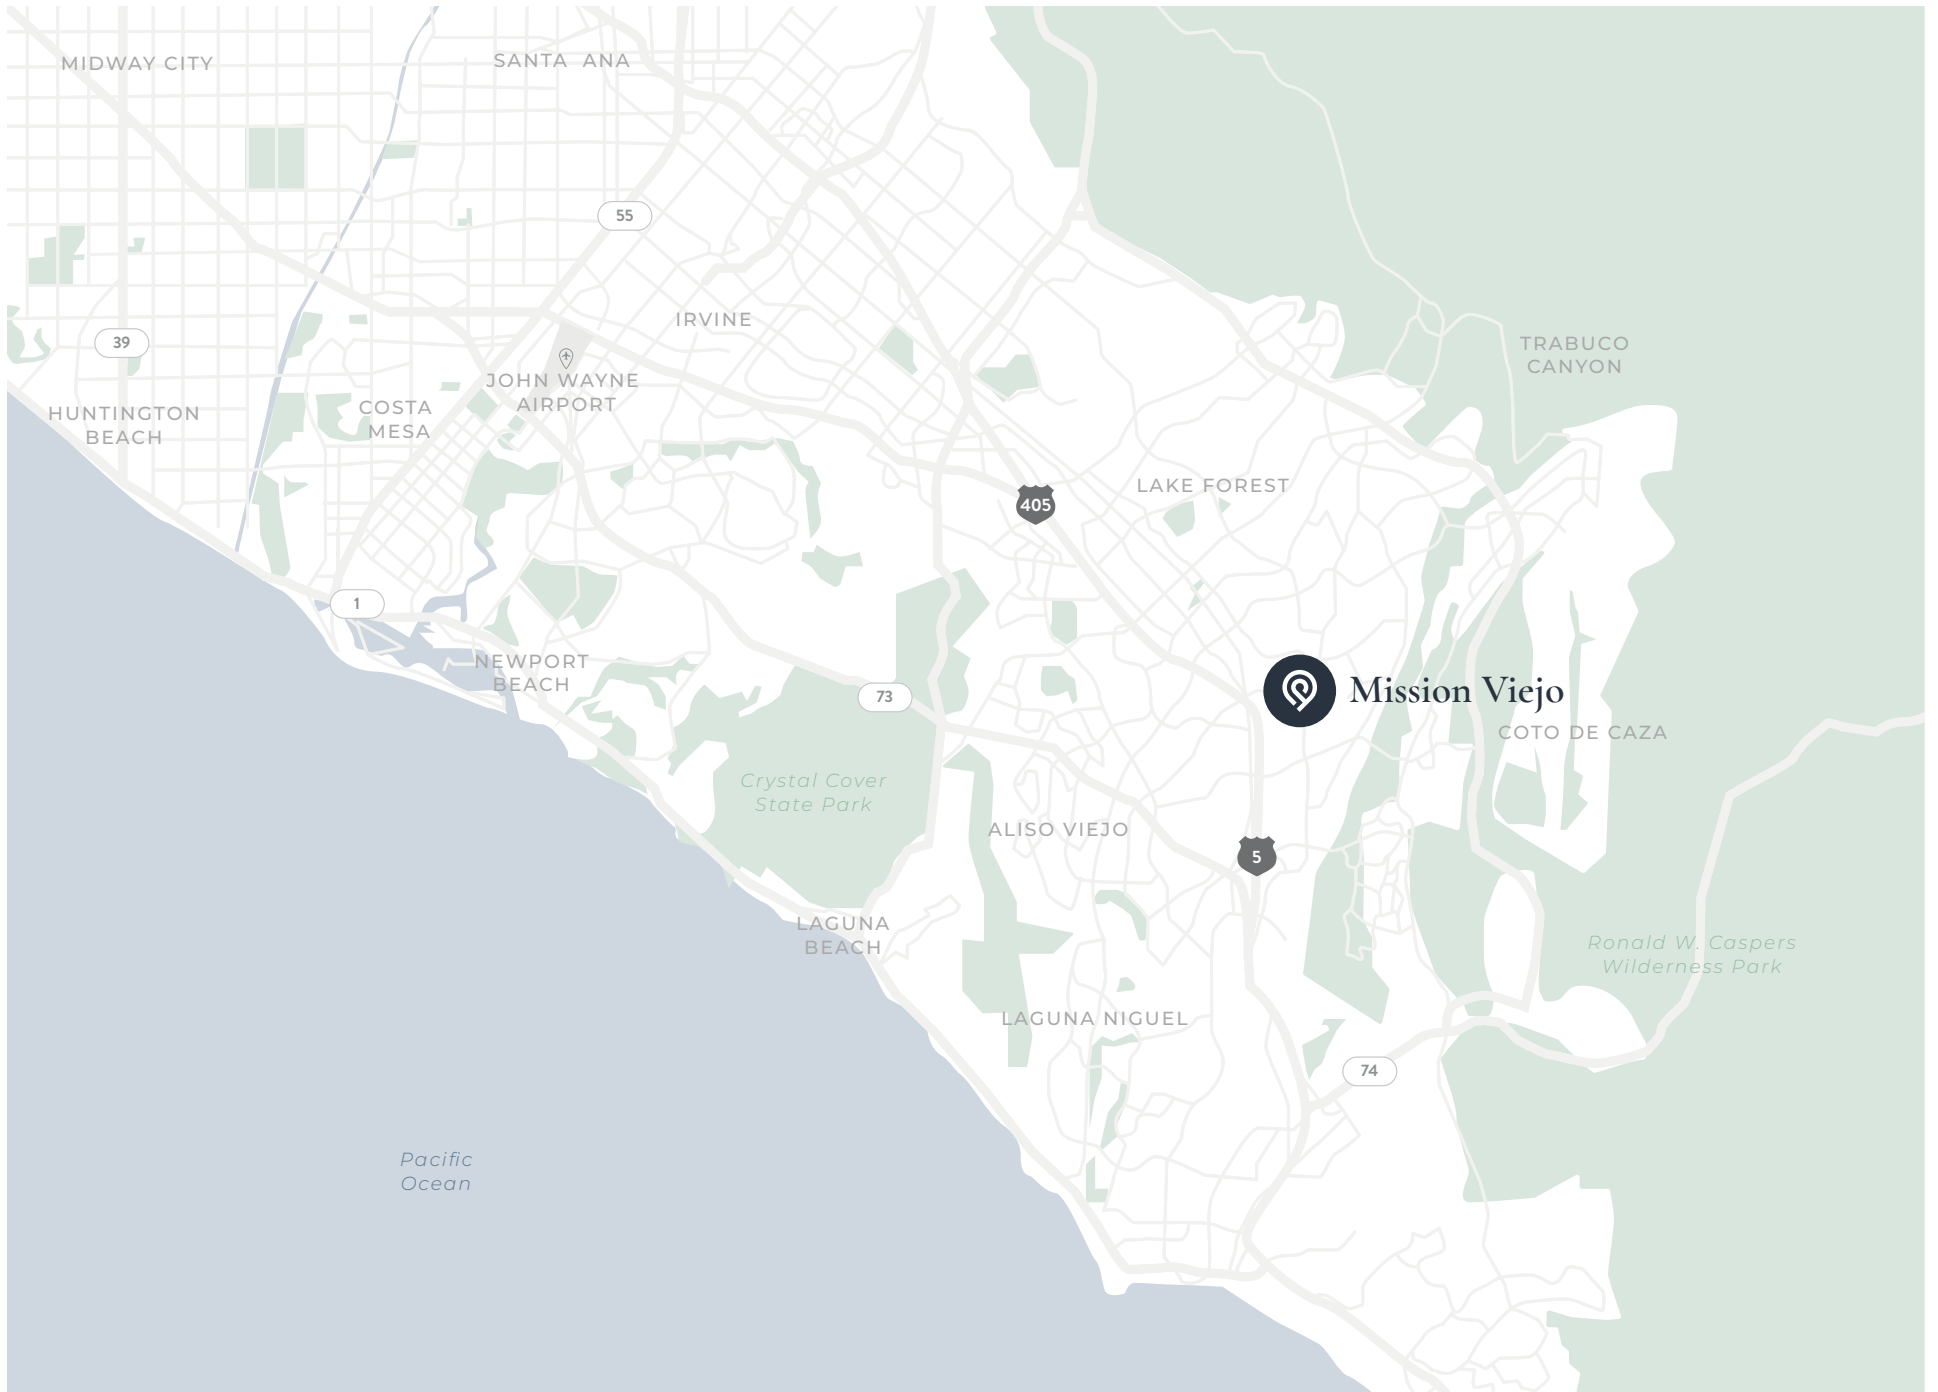 MIDWAY CITY
SANTA ANA
55
IRVINE
39
TRABUCO
CANYON
JOHN WAYNE
AIRPORT
HUNTINGTON
BEACH
COSTA
MESA
LAKE FOREST
405
1
NEWPORT
BEACH
73
Mission Viejo
COTO DE CAZA
Crystal Cover
State Park
ALISO VIEJO
5
LAGUNA
BEACH
Ronald W. Caspers
Wilderness Park
LAGUNA NIGUEL
74
Pacific
Ocean